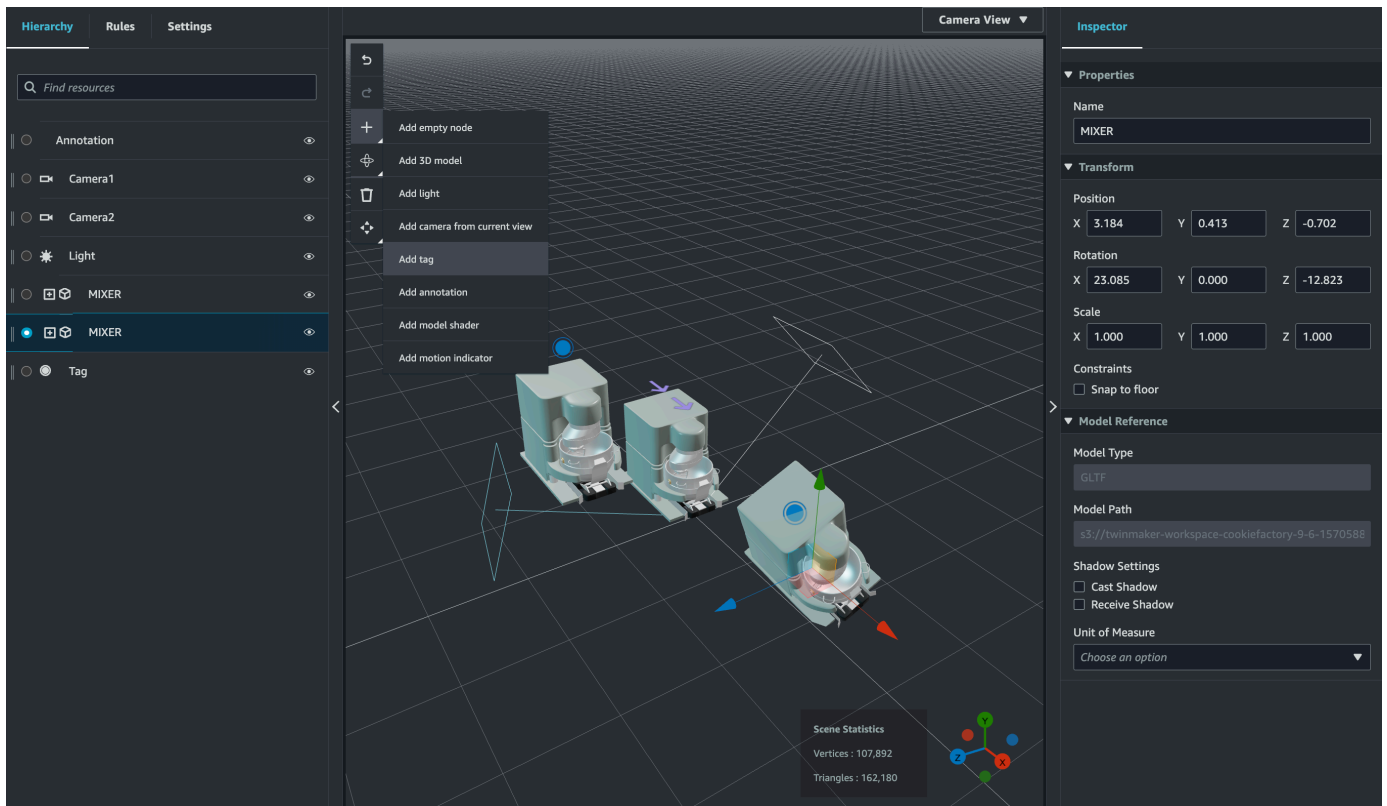 Hierarchy Rules Settings
Find resources
Annotation
Camera1
Camera2
Light
MIXER
MIXER
Tag
Camera View
Add empty node
Add 3D model
Add light
Add camera from current view
Add tag
Add annotation
Add model shader
Add motion indicator
Scene Statistics
Vertices : 107,892
Triangles : 162,180
Y
Z
X
Inspector
Properties
Name
MIXER
Transform
Position
X 3.184 Y 0.413 Z -0.702
Rotation
X 23.085 Y 0.000 Z -12.823
Scale
X 1.000 Y 1.000 Z 1.000
Constraints
Snap to floor
Model Reference
Model Type
GLTF
Model Path
s3://twinmaker-workspace-cookiefactory-9-6-1570588
Shadow Settings
Cast Shadow
Receive Shadow
Unit of Measure
Choose an option